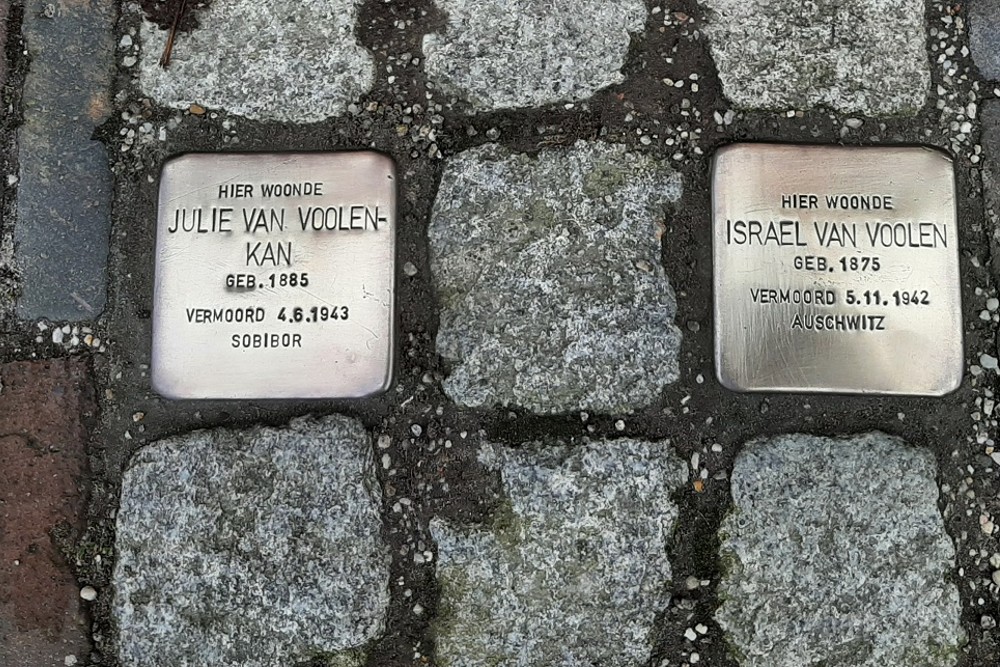 HIER WOONDE
JULIE VAN VOOLEN-
KAN
GEB. 1885
VERMOORD 4.6.1943
SOBIBOR
HIER WOONDE
ISRAEL VAN VOOLEN
GEB. 1875
VERMOORD 5.11.1942
AUSCHWITZ